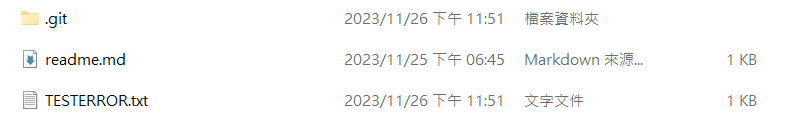 .git 2023/11/26 下午 11:51 檔案資料夾
readme.md 2023/11/25 下午 06:45 Markdown 來源... 1 KB
TESTERROR.txt 2023/11/26 下午 11:51 文字文件 1 KB